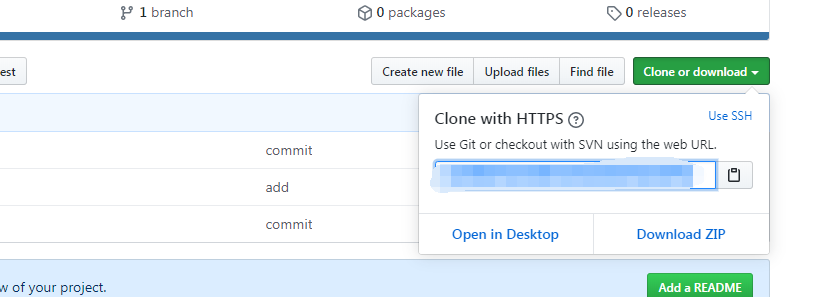 1 branch 0 packages 0 releases
est Create new file Upload files Find file Clone or download
Clone with HTTPS ? Use SSH
Use Git or checkout with SVN using the web URL.
commit
add
commit
Open in Desktop Download ZIP
w of your project. Add a README